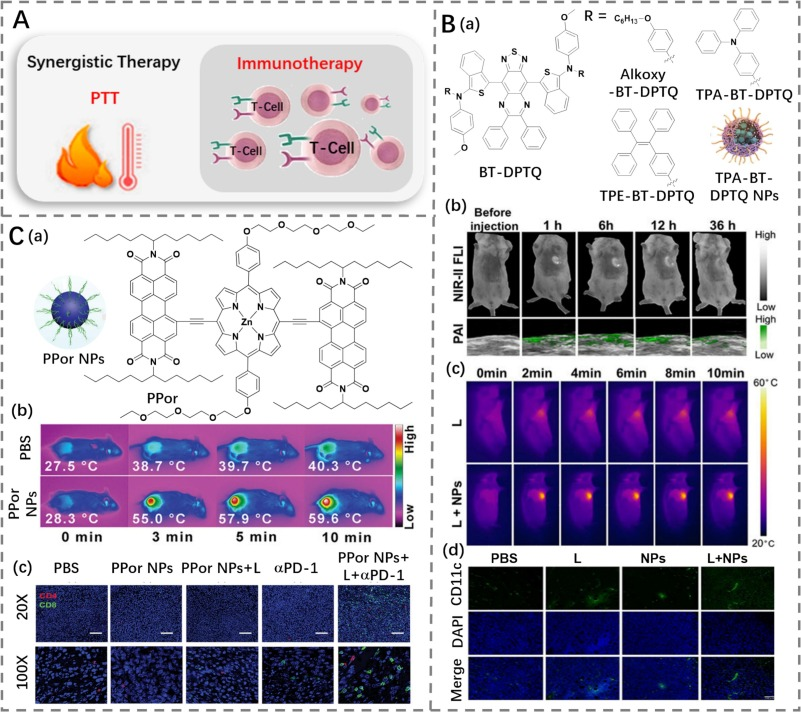 A
Synergistic Therapy
PTT
Immunotherapy
T-Cell
T-Cell
T-Cell
B (a)
R =
C₆H₁₃-O
Alkoxy
-BT-DPTQ
TPA-BT-DPTQ
BT-DPTQ
TPE-BT-DPTQ
TPA-BT-
DPTQ NPs
(b)
Before
injection
1 h
6h
12 h
36 h
NIR-II FLI
High
Low
PAI
High
Low
(c)
0min
2min
4min
6min
8min
10min
L
L + NPs
60°C
20°C
(d)
PBS
L
NPs
L+NPs
CD11c
DAPI
Merge
C (a)
PPor NPs
PPor
Zn
(b)
PBS
27.5 °C
38.7 °C
39.7 °C
40.3 °C
PPor
NPs
28.3 °C
55.0 °C
57.9 °C
59.6 °C
High
Low
0 min
3 min
5 min
10 min
(c)
PBS
PPor NPs
PPor NPs+L
αPD-1
PPor NPs+
L+αPD-1
20X
CD8
100X